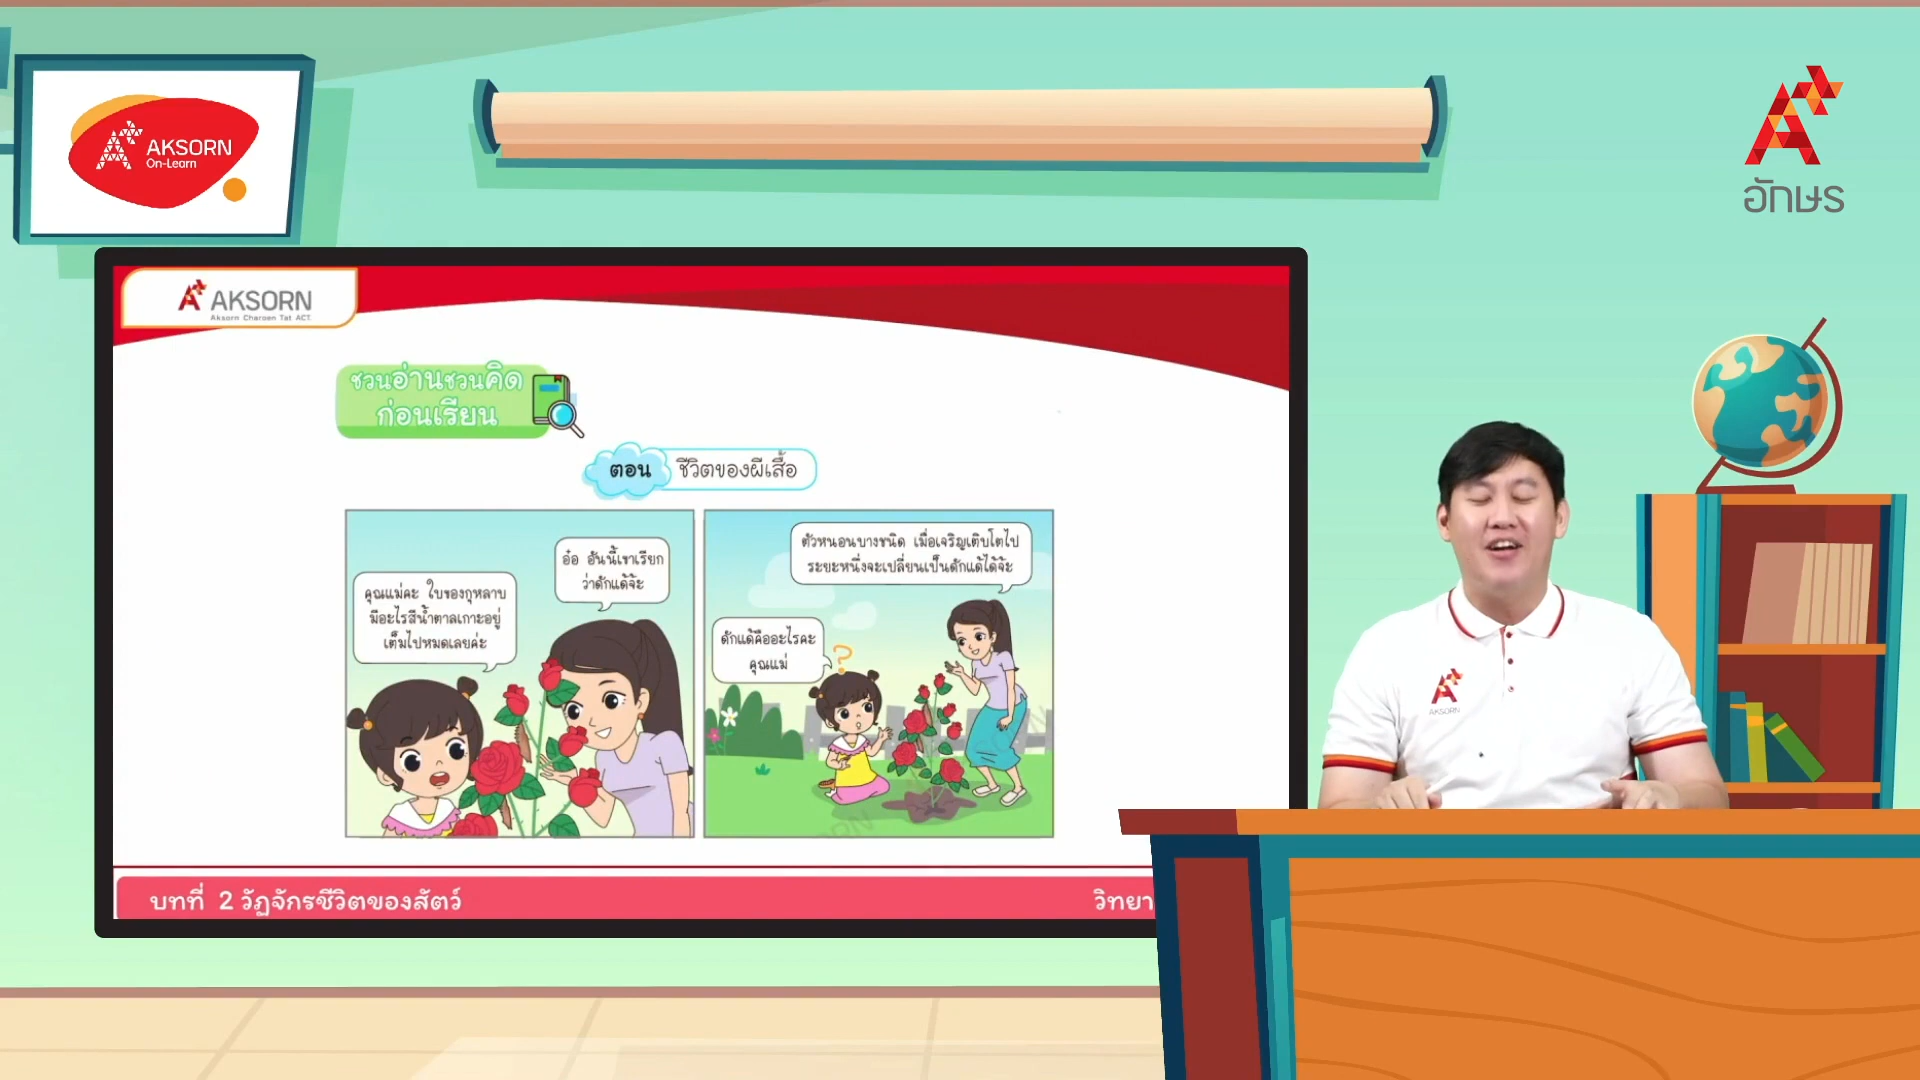 AKSORN
On-Learn
อักษร
AKSORN
Aksorn Charoen Tat ACT.
ชวนอ่านชวนคิด
ก่อนเรียน
ตอน ชีวิตของผีเสื้อ
คุณแม่คะ ใบของกุหลาบ
มีอะไรสีน้ำตาลเกาะอยู่
เต็มไปหมดเลยค่ะ
อ๋อ อันนี้เขาเรียก
ว่าดักแด้จ้ะ
ดักแด้คืออะไรคะ
คุณแม่
ตัวหนอนบางชนิด เมื่อเจริญเติบโตไป
ระยะหนึ่งจะเปลี่ยนเป็นดักแด้ได้จ้ะ
บทที่ 2 วัฏจักรชีวิตของสัตว์
วิทยา
AKSORN